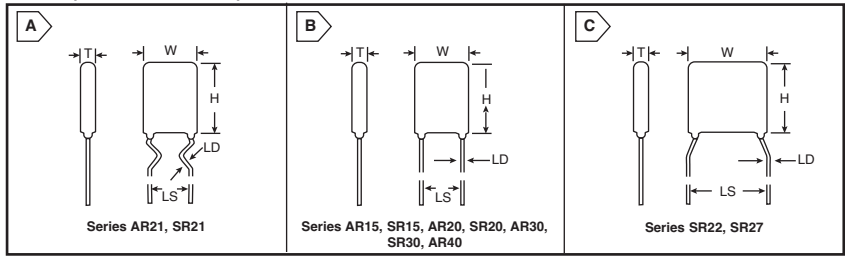 A
T
W
H
LD
LS
Series AR21, SR21
B
T
W
H
LD
LS
Series AR15, SR15, AR20, SR20, AR30,
SR30, AR40
C
T
W
H
LD
LS
Series SR22, SR27